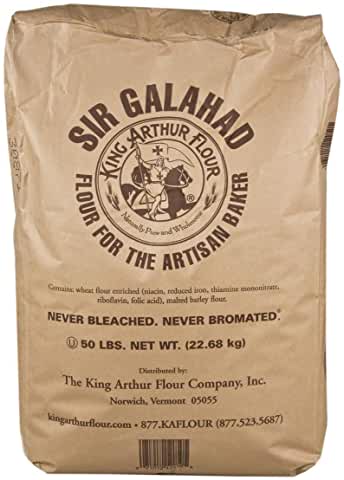 SIR GALAHAD
KING ARTHUR FLOUR
Naturally Pure and Wholesome
®
FLOUR FOR THE ARTISAN BAKER
Contains: wheat flour enriched (niacin, reduced iron, thiamine mononitrate,
riboflavin, folic acid), malted barley flour.
NEVER BLEACHED. NEVER BROMATED.®
Ⓤ 50 LBS. NET WT. (22.68 kg)
Distributed by:
The King Arthur Flour Company, Inc.
Norwich, Vermont 05055
kingarthurflour.com • 877.KAFLOUR (877.523.5687)